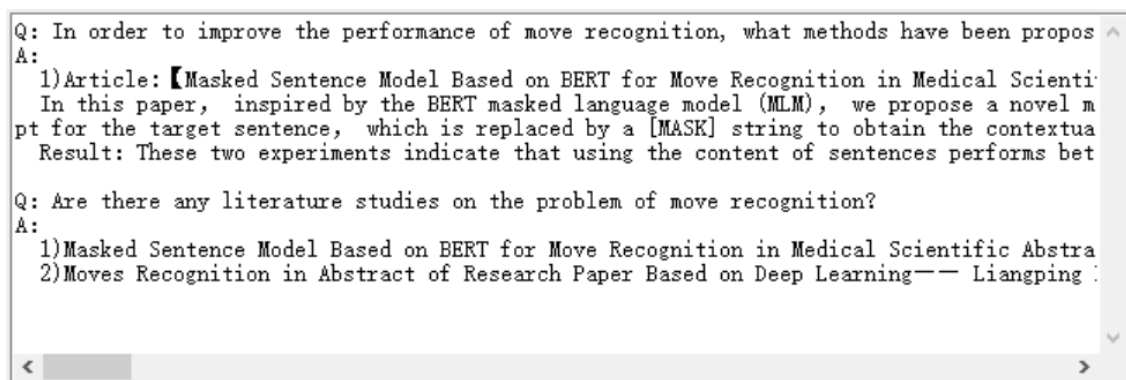 Q: In order to improve the performance of move recognition, what methods have been propos
A:
1)Article:【Masked Sentence Model Based on BERT for Move Recognition in Medical Scienti
In this paper, inspired by the BERT masked language model (MLM), we propose a novel m
pt for the target sentence, which is replaced by a [MASK] string to obtain the contextua
Result: These two experiments indicate that using the content of sentences performs bet
Q: Are there any literature studies on the problem of move recognition?
A:
1)Masked Sentence Model Based on BERT for Move Recognition in Medical Scientific Abstra
2)Moves Recognition in Abstract of Research Paper Based on Deep Learning—— Liangping